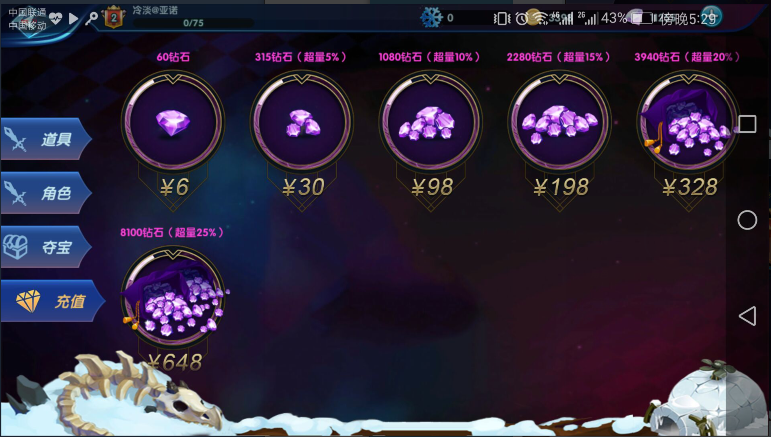 中国联通
中国移动
2
冷淡@亚诺
0/75
0
43% 傍晚5:29
60钻石
315钻石（超量5%）
1080钻石（超量10%）
2280钻石（超量15%）
3940钻石（超量20%）
道具
角色
夺宝
充值
¥6
¥30
¥98
¥198
¥328
8100钻石（超量25%）
¥648